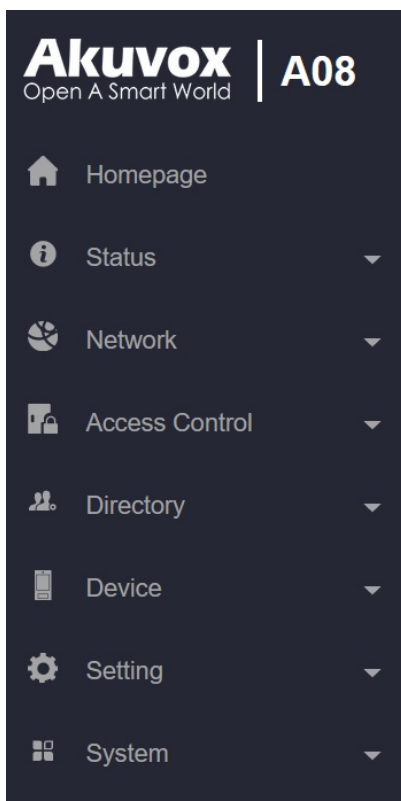 Akuvox
Open A Smart World
A08
Homepage
Status
Network
Access Control
Directory
Device
Setting
System